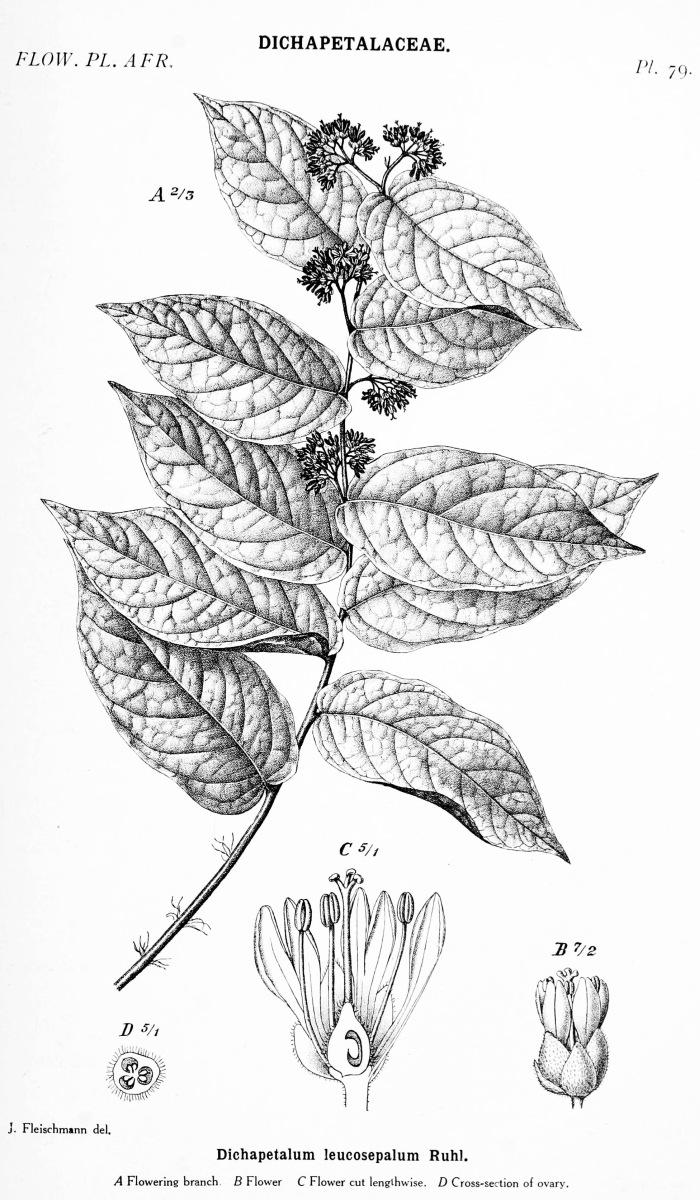 DICHAPETALACEAE.
FLOW. PL. AFR.
Pl. 79.
A 2/3
C 5/1
B 7/2
D 5/1
J. Fleischmann del.
Dichapetalum leucosepalum Ruhl.
A Flowering branch. B Flower C Flower cut lengthwise. D Cross-section of ovary.